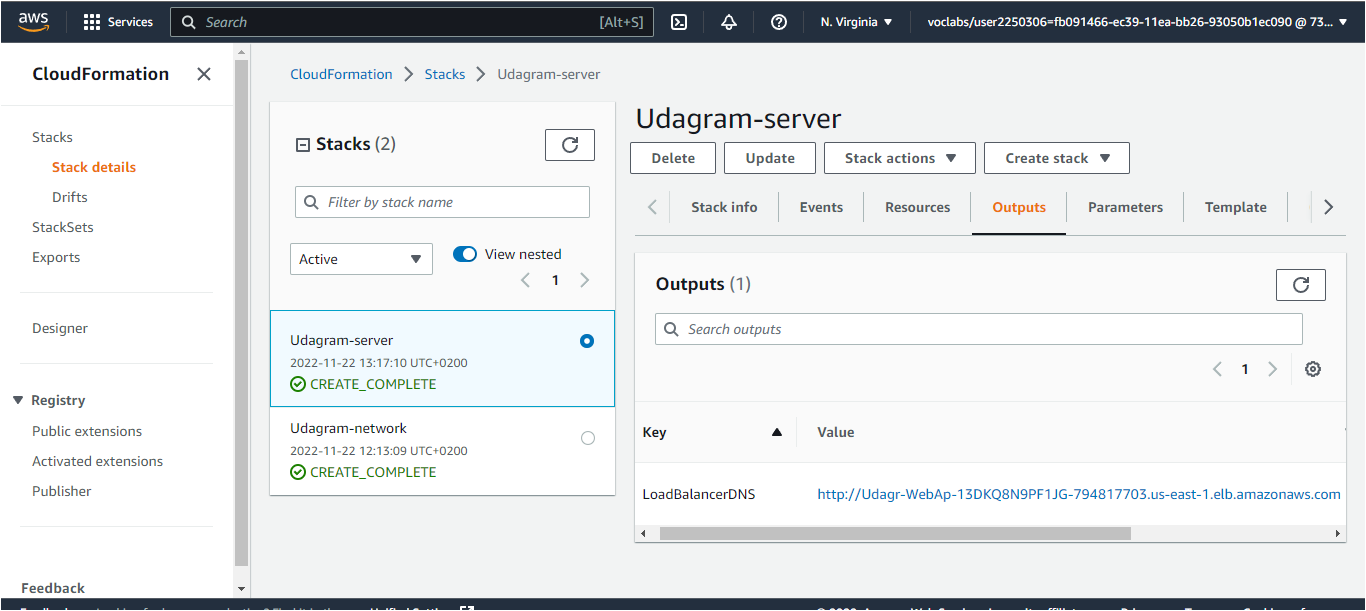 aws Services Search [Alt+S] N. Virginia voclabs/user2250306=fb091466-ec39-11ea-bb26-93050b1ec090 @ 73...
CloudFormation
Stacks
Stack details
Drifts
StackSets
Exports
Designer
Registry
Public extensions
Activated extensions
Publisher
Feedback
CloudFormation Stacks Udagram-server
Stacks (2)
Filter by stack name
Active View nested
1
Udagram-server
2022-11-22 13:17:10 UTC+0200
CREATE_COMPLETE
Udagram-network
2022-11-22 12:13:09 UTC+0200
CREATE_COMPLETE
Udagram-server
Delete Update Stack actions Create stack
Stack info Events Resources Outputs Parameters Template
Outputs (1)
Search outputs
1
Key Value
LoadBalancerDNS http://Udagr-WebAp-13DKQ8N9PF1JG-794817703.us-east-1.elb.amazonaws.com